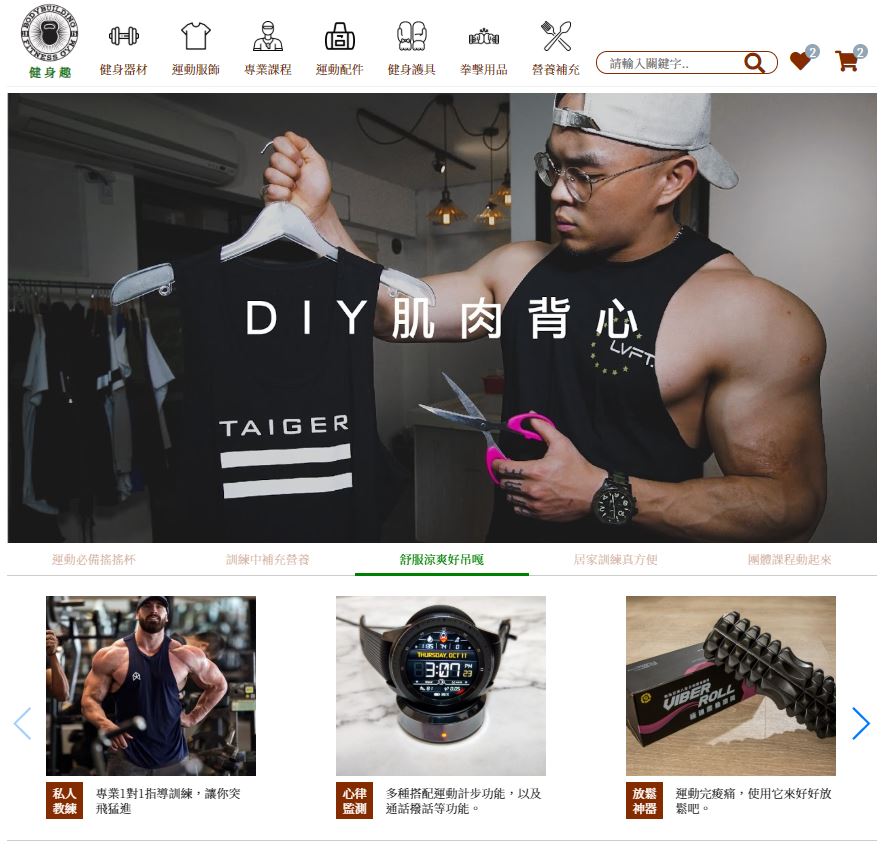 BODYBUILDING
FITNESS GYM
健身趣
健身器材
運動服飾
專業課程
運動配件
健身護具
拳擊用品
營養補充
請輸入關鍵字..
2
2
DIY肌肉背心
LVFT.
TAIGER
運動必備搖搖杯
訓練中補充營養
舒服涼爽好吊嘎
居家訓練真方便
團體課程動起來
THURSDAY, OCT 11
3:07 PM
23
VIBER
ROLL
私人
教練
專業1對1指導訓練，讓你突
飛猛進
心律
監測
多種搭配運動計步功能，以及
通話撥話等功能。
放鬆
神器
運動完痠痛，使用它來好好放
鬆吧。